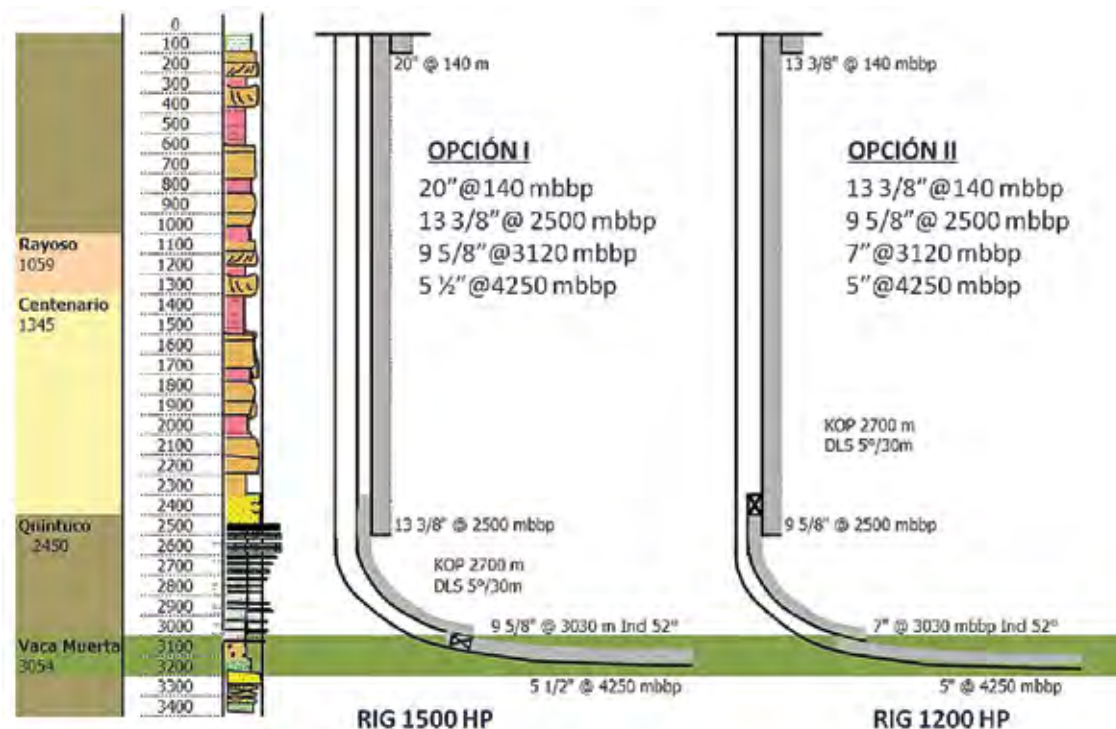 0
100
200
300
400
500
600
700
800
900
1000
1100
1200
1300
1400
1500
1600
1700
1800
1900
2000
2100
2200
2300
2400
2500
2600
2700
2800
2900
3000
3100
3200
3300
3400
Rayoso
1059
Centenario
1345
Quintuco
2450
Vaca Muerta
3054
20" @ 140 m
OPCIÓN I
20"@140 mbbp
13 3/8"@ 2500 mbbp
9 5/8"@3120 mbbp
5 ½"@4250 mbbp
13 3/8" @ 2500 mbbp
KOP 2700 m
DLS 5º/30m
9 5/8" @ 3030 m Ind 52º
5 1/2" @ 4250 mbbp
RIG 1500 HP
13 3/8" @ 140 mbbp
OPCIÓN II
13 3/8"@140 mbbp
9 5/8"@ 2500 mbbp
7"@3120 mbbp
5"@4250 mbbp
KOP 2700 m
DLS 5º/30m
9 5/8" @ 2500 mbbp
7" @ 3030 mbbp Ind 52º
5" @ 4250 mbbp
RIG 1200 HP